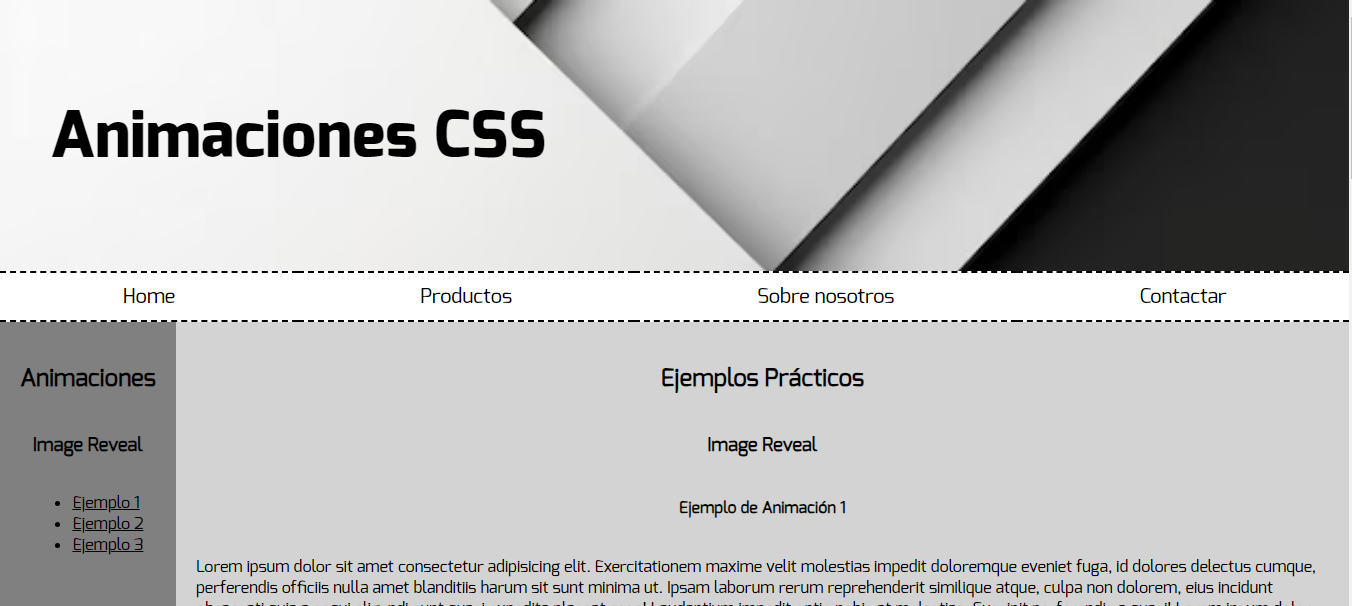 Animaciones CSS
Home Productos Sobre nosotros Contactar
Animaciones
Image Reveal
Ejemplo 1
Ejemplo 2
Ejemplo 3
Ejemplos Prácticos
Image Reveal
Ejemplo de Animación 1
Lorem ipsum dolor sit amet consectetur adipisicing elit. Exercitationem maxime velit molestias impedit doloremque eveniet fuga, id dolores delectus cumque,
perferendis officiis nulla amet blanditiis harum sit sunt minima ut. Ipsam laborum rerum reprehenderit similique atque, culpa non dolorem, eius incidunt